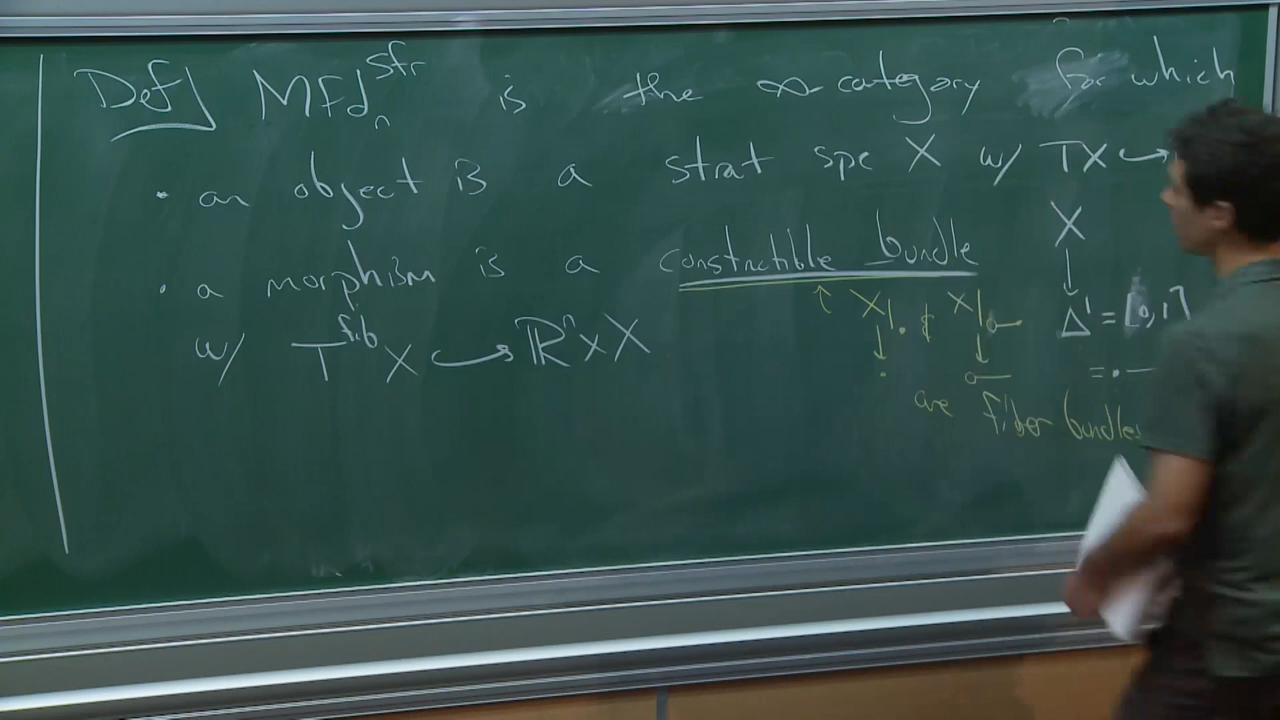 Def MFd_n^{sfr} is the ∞-category for which
• an object is a strat spc X w/ TX ↪
• a morphism is a constructible bundle X ↓ Δ¹ = [0,1] = •—
w/ T^{fib} X ↪ ℝⁿ × X
↑ X|. ↓ . & X|o— ↓ o—
are fiber bundles